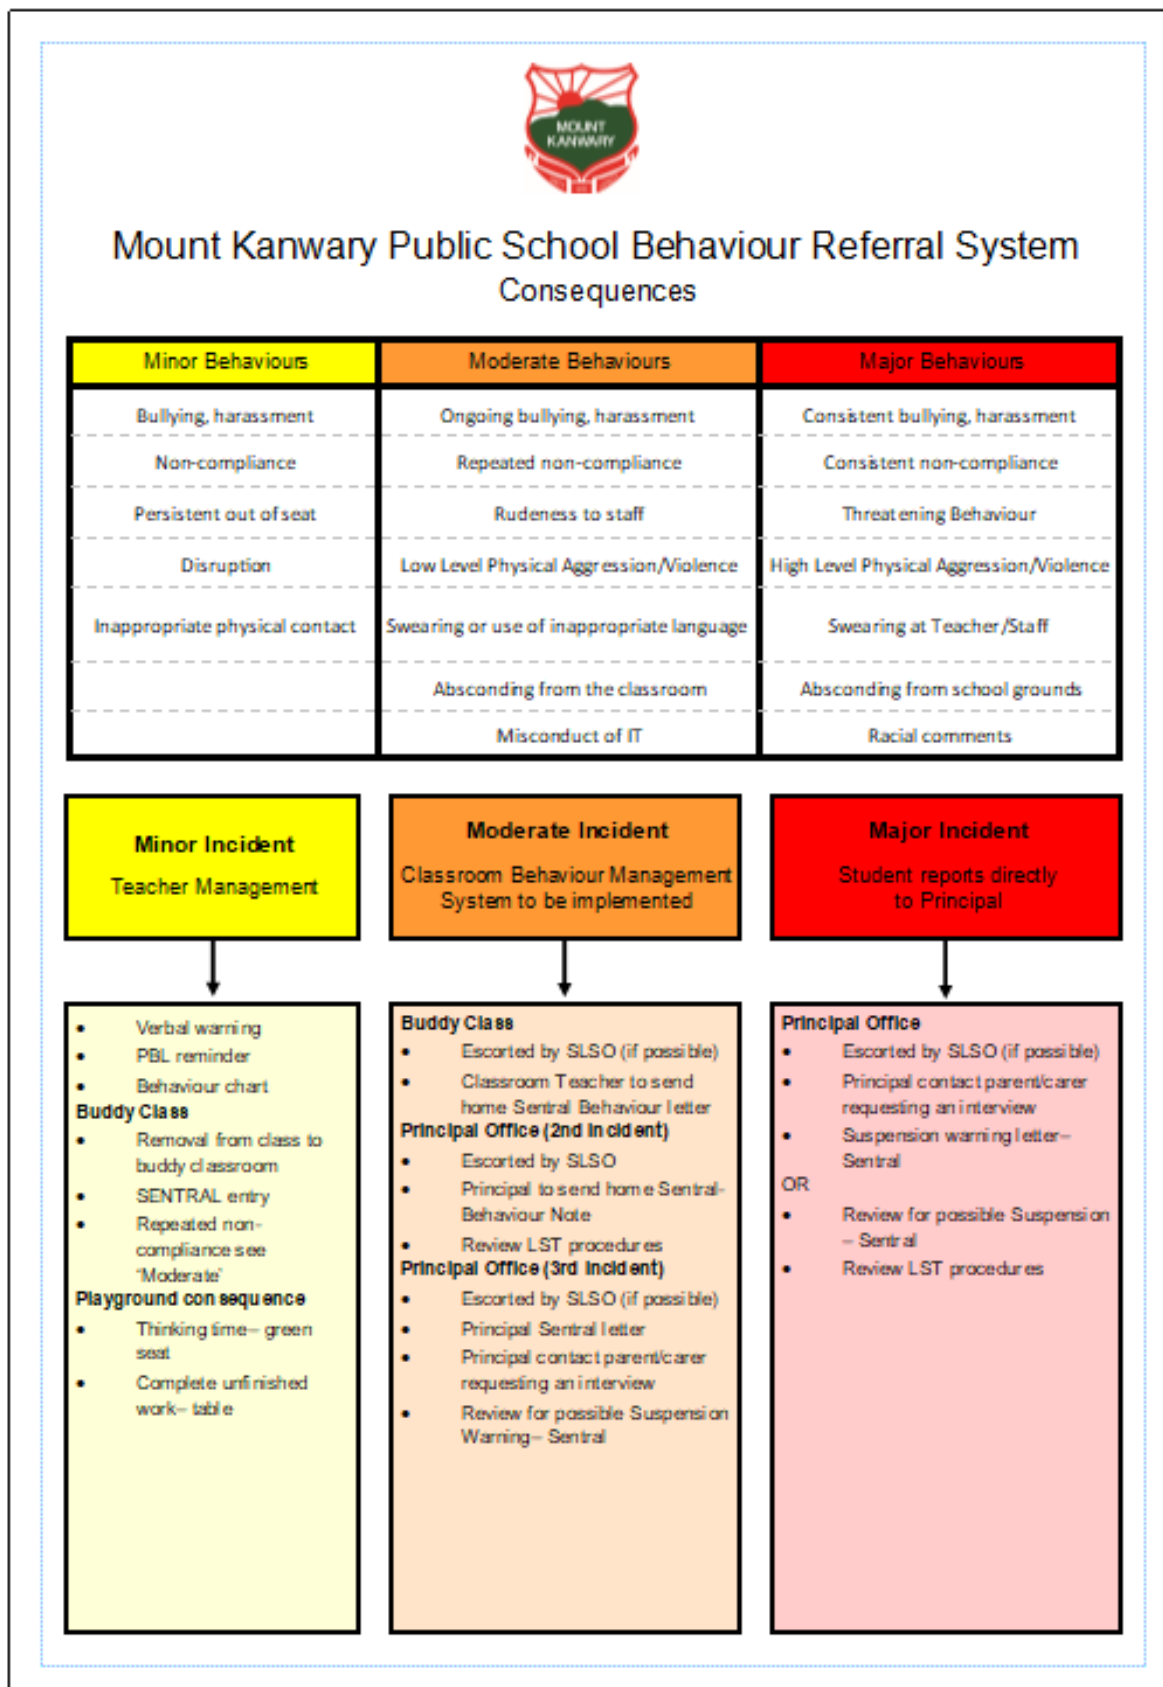 MOUNT
KANWARY
Mount Kanwary Public School Behaviour Referral System
Consequences
Minor Behaviours
Moderate Behaviours
Major Behaviours
Bullying, harassment
Ongoing bullying, harassment
Consistent bullying, harassment
Non-compliance
Repeated non-compliance
Consistent non-compliance
Persistent out of seat
Rudeness to staff
Threatening Behaviour
Disruption
Low Level Physical Aggression/Violence
High Level Physical Aggression/Violence
Inappropriate physical contact
Swearing or use of inappropriate language
Swearing at Teacher/Staff
Absconding from the classroom
Absconding from school grounds
Misconduct of IT
Racial comments
Minor Incident
Teacher Management
Moderate Incident
Classroom Behaviour Management
System to be implemented
Major Incident
Student reports directly
to Principal
• Verbal warning
• PBL reminder
• Behaviour chart
Buddy Class
• Removal from class to
buddy classroom
• SENTRAL entry
• Repeated non-
compliance see
‘Moderate’
Playground consequence
• Thinking time– green
seat
• Complete unfinished
work– table
Buddy Class
• Escorted by SLSO (if possible)
• Classroom Teacher to send
home Sentral Behaviour letter
Principal Office (2nd incident)
• Escorted by SLSO
• Principal to send home Sentral-
Behaviour Note
• Review LST procedures
Principal Office (3rd incident)
• Escorted by SLSO (if possible)
• Principal Sentral letter
• Principal contact parent/carer
requesting an interview
• Review for possible Suspension
Warning– Sentral
Principal Office
• Escorted by SLSO (if possible)
• Principal contact parent/carer
requesting an interview
• Suspension warning letter–
Sentral
OR
• Review for possible Suspension
– Sentral
• Review LST procedures